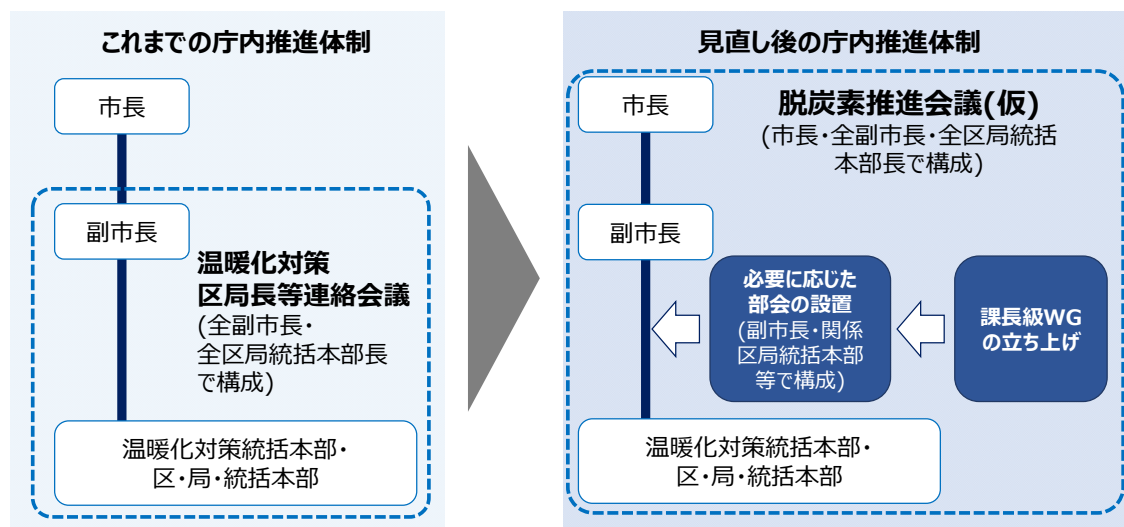 これまでの庁内推進体制
市長
副市長
温暖化対策
区局長等連絡会議
(全副市長・
全区局統括本部長
で構成)
温暖化対策統括本部・
区・局・統括本部
見直し後の庁内推進体制
市長
脱炭素推進会議(仮)
(市長・全副市長・全区局統括
本部長で構成)
副市長
必要に応じた
部会の設置
(副市長・関係
区局統括本部
等で構成)
課長級WG
の立ち上げ
温暖化対策統括本部・
区・局・統括本部